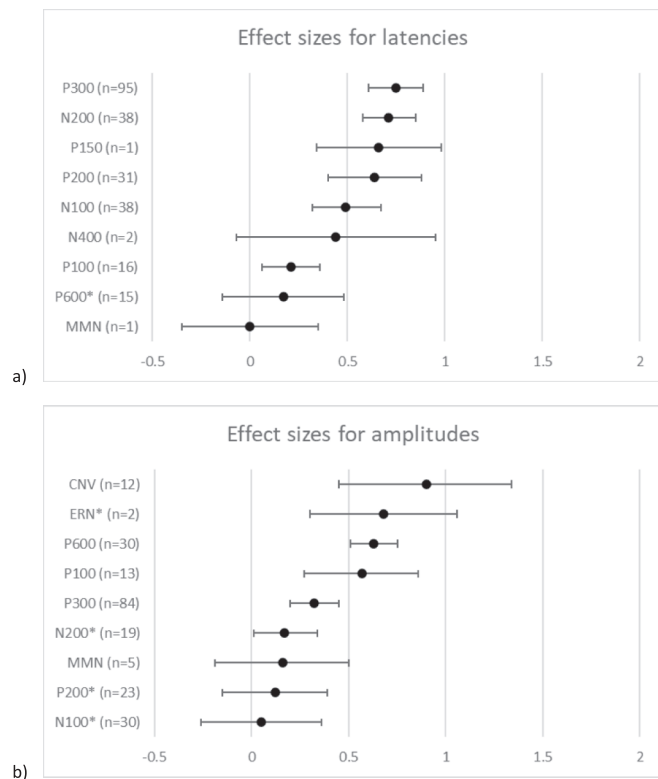 Effect sizes for latencies
P300 (n=95)
N200 (n=38)
P150 (n=1)
P200 (n=31)
N100 (n=38)
N400 (n=2)
P100 (n=16)
P600* (n=15)
MMN (n=1)
-0.5 0 0.5 1 1.5 2
a)
Effect sizes for amplitudes
CNV (n=12)
ERN* (n=2)
P600 (n=30)
P100 (n=13)
P300 (n=84)
N200* (n=19)
MMN (n=5)
P200* (n=23)
N100* (n=30)
-0.5 0 0.5 1 1.5 2
b)